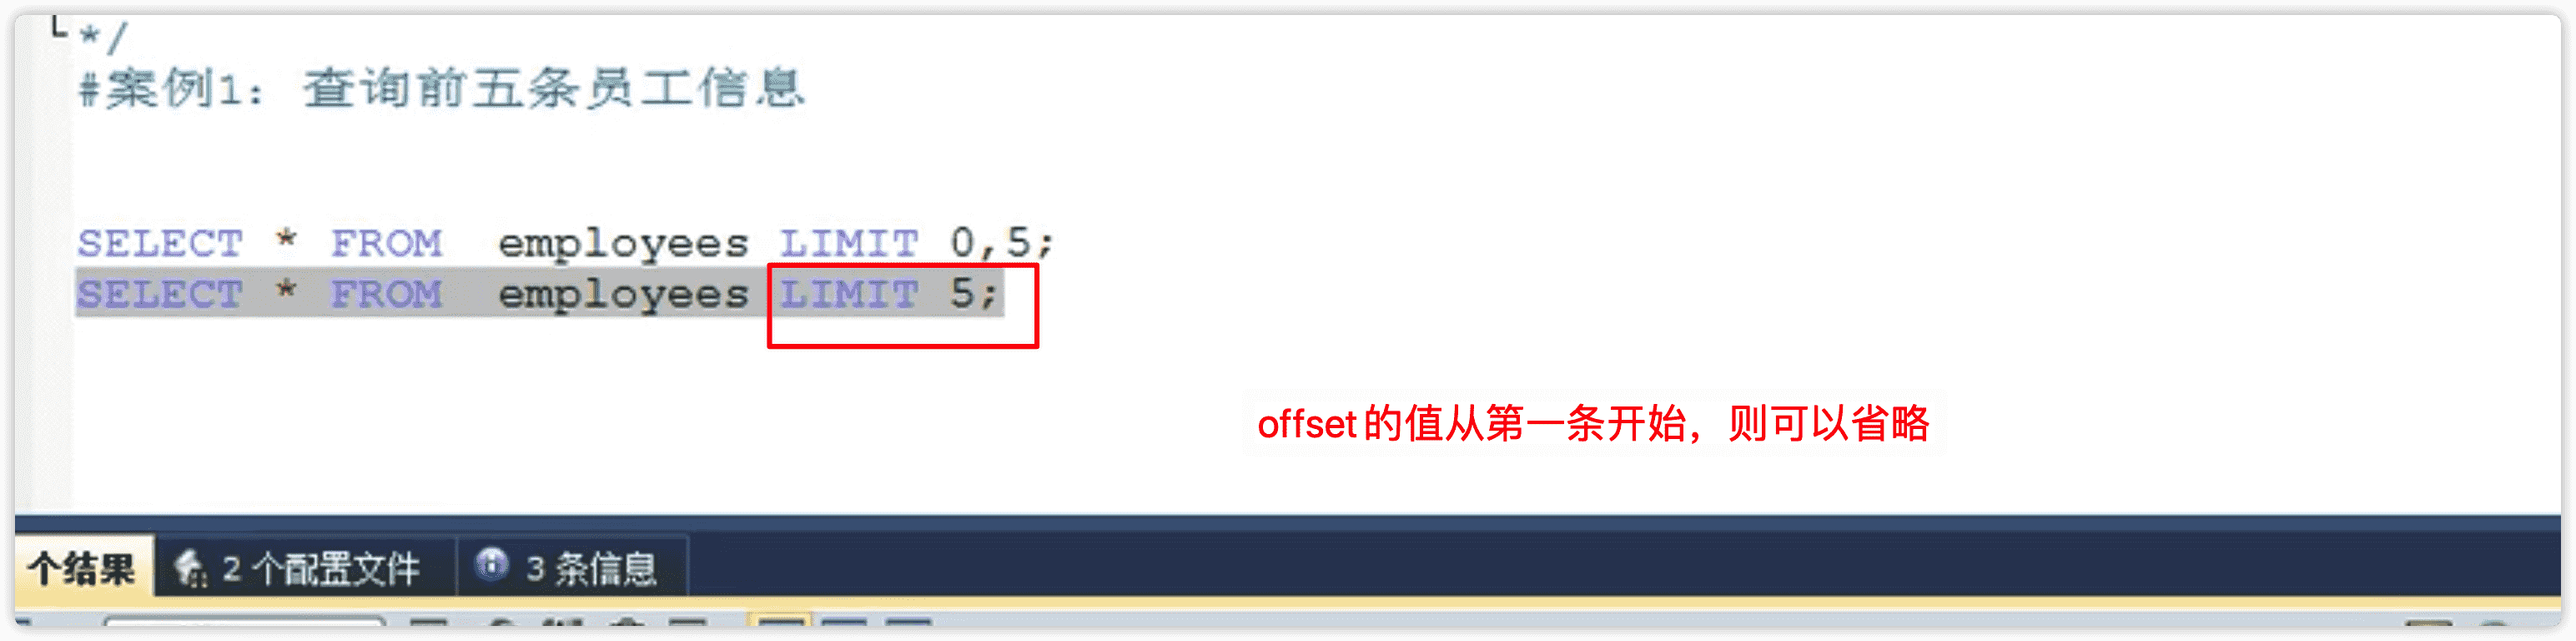 */
#案例1：查询前五条员工信息
SELECT * FROM  employees LIMIT 0,5;
SELECT * FROM  employees LIMIT 5;
offset的值从第一条开始，则可以省略
个结果 2 个配置文件 3 条信息